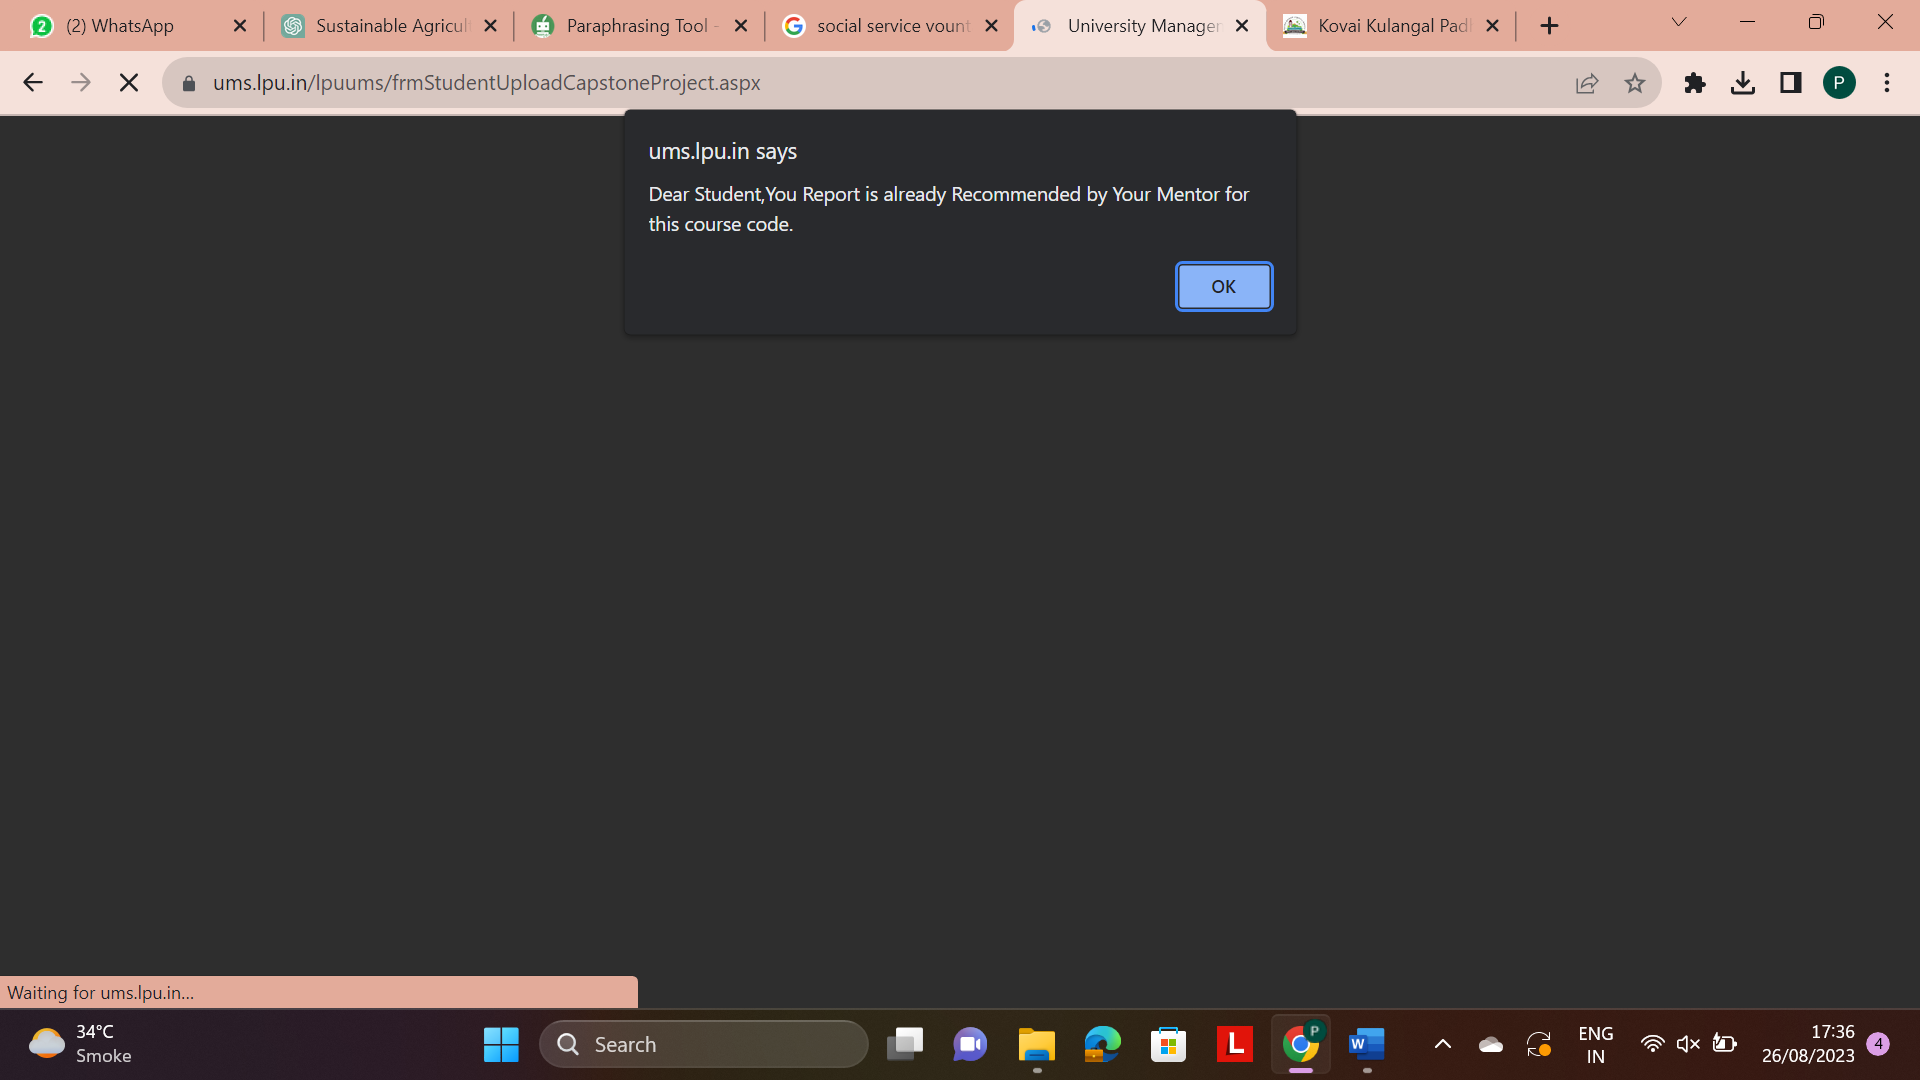 2 (2) WhatsApp
Sustainable Agricul
Paraphrasing Tool -
social service vount
University Manager
Kovai Kulangal Pad
ums.lpu.in/lpuums/frmStudentUploadCapstoneProject.aspx
P
ums.lpu.in says
Dear Student,You Report is already Recommended by Your Mentor for
this course code.
OK
Waiting for ums.lpu.in...
34°C
Smoke
Search
L
P
W
ENG
IN
17:36
26/08/2023
4